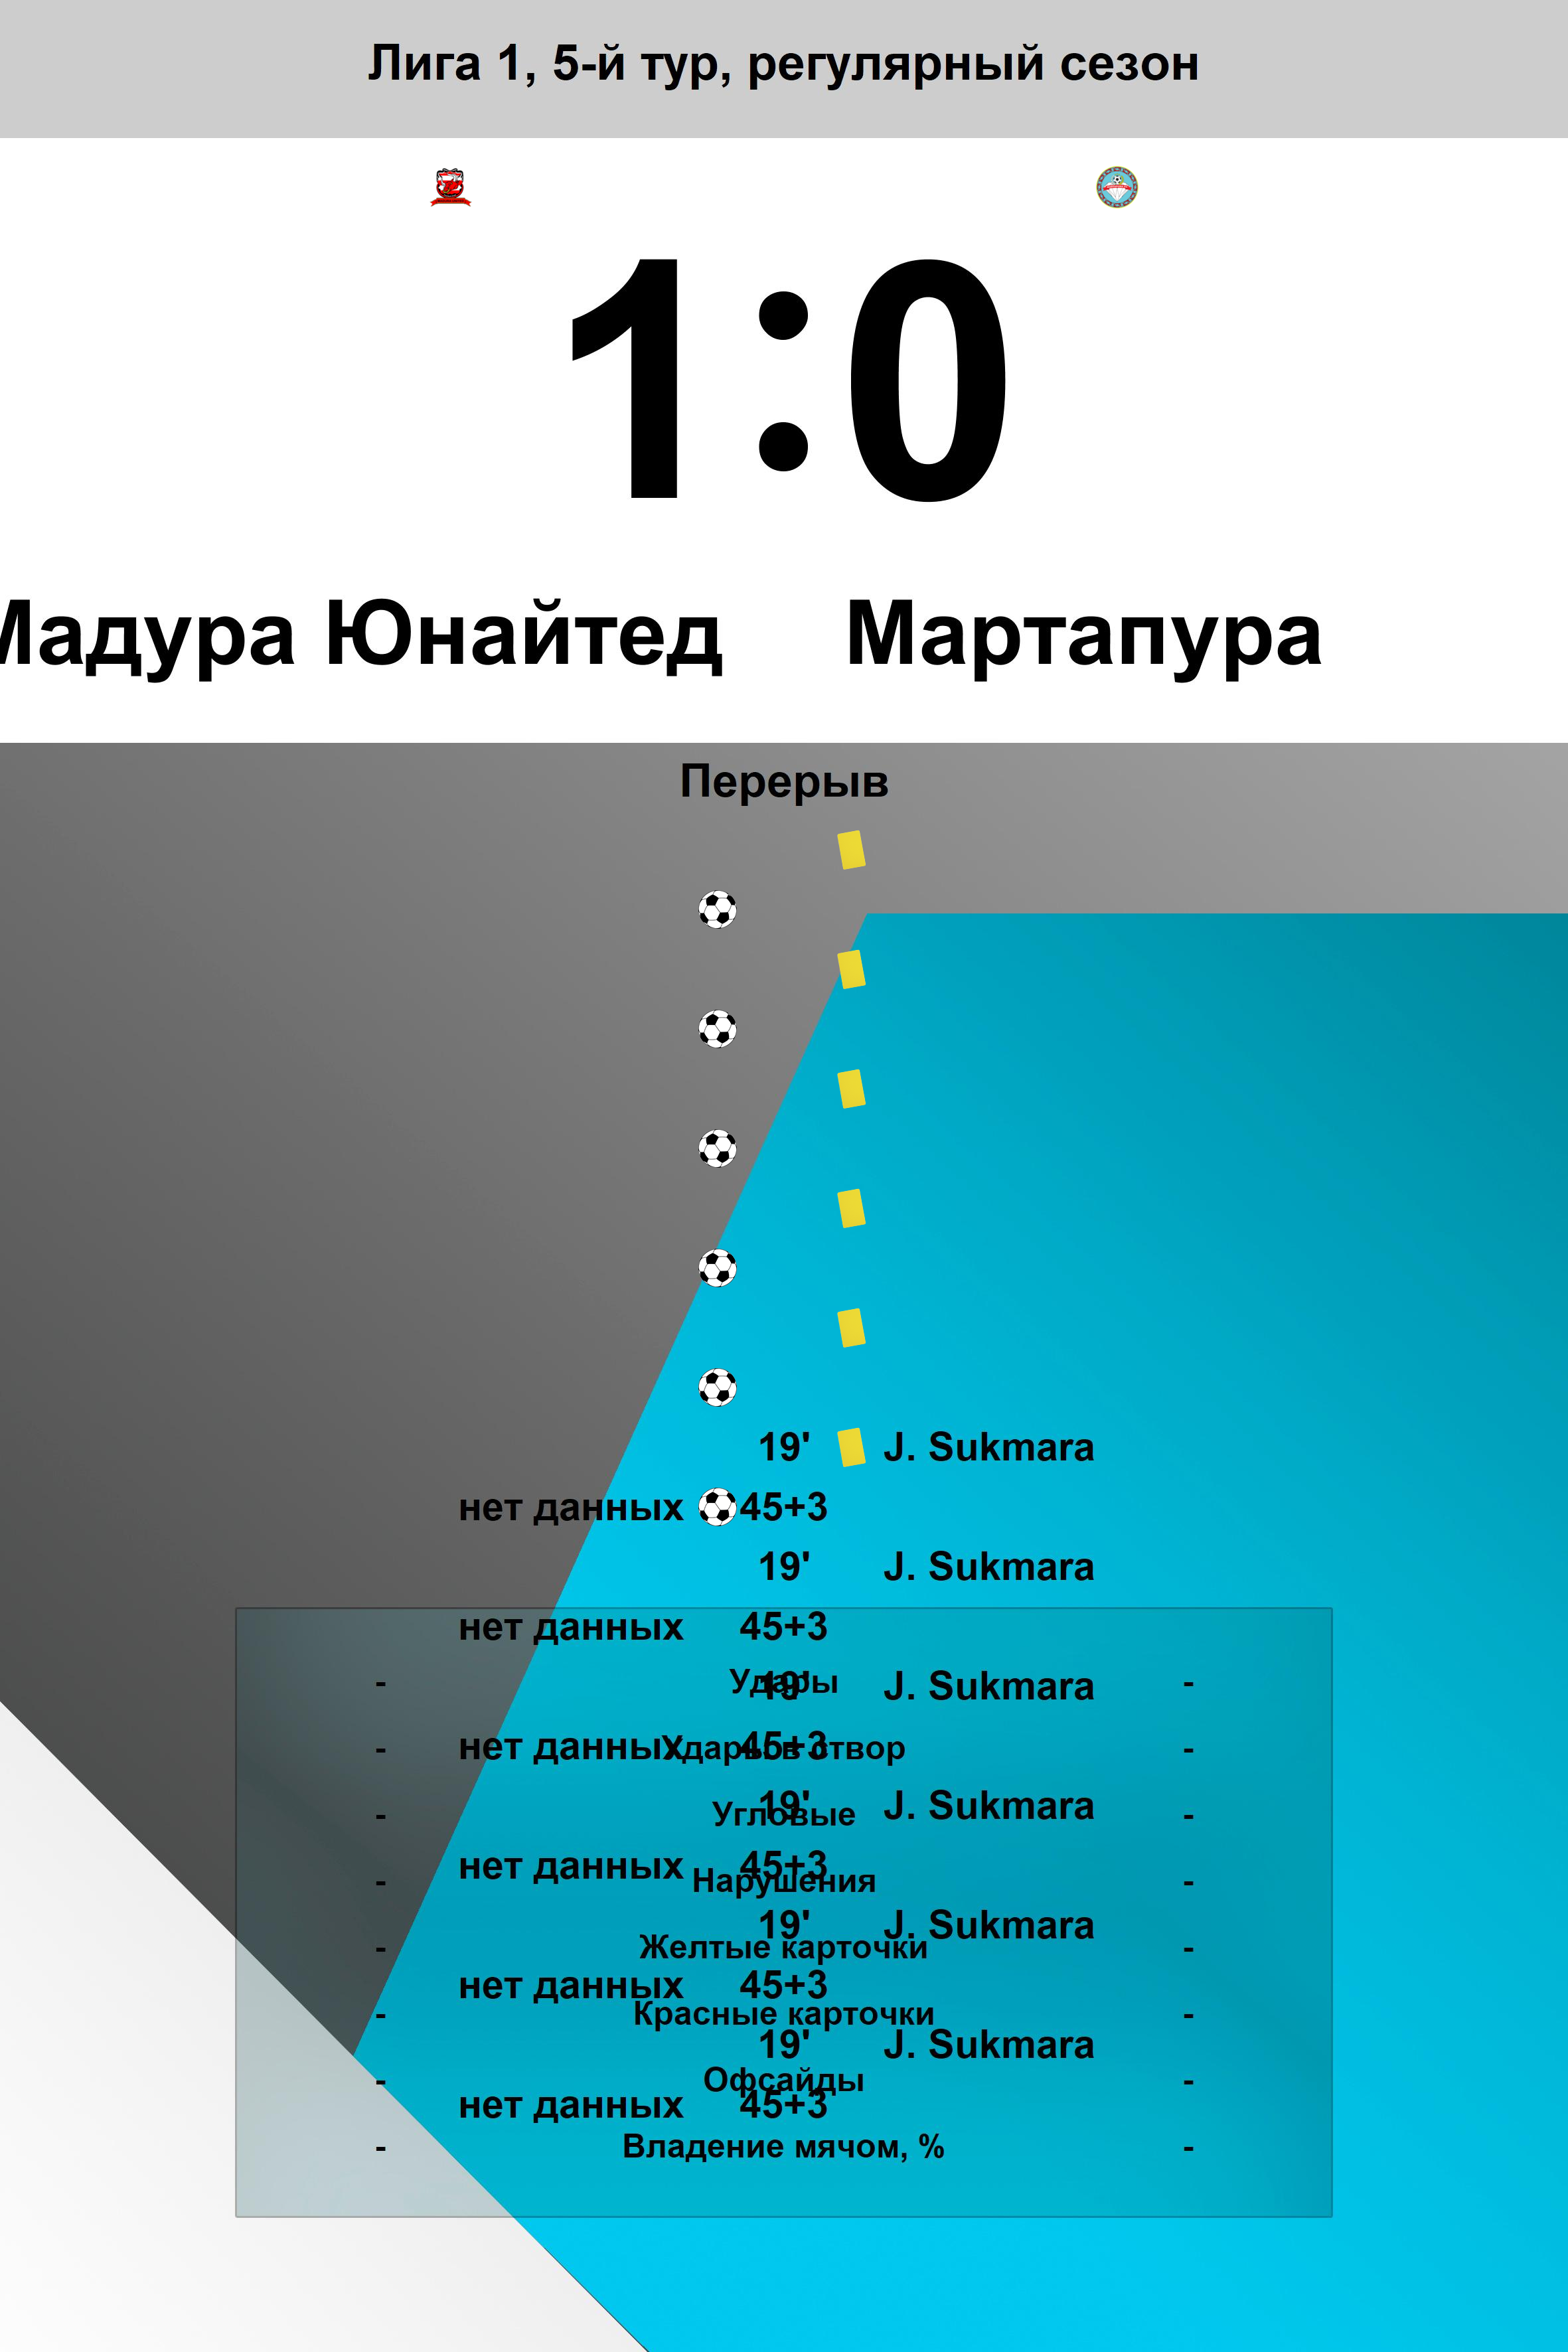 Лига 1, 5-й тур, регулярный сезон
1:0
Мадура Юнайтед Мартапура
Перерыв
19' J. Sukmara
нет данных 45+3
19' J. Sukmara
нет данных 45+3
- Удары -
19' J. Sukmara
нет данных 45+3
- Удары в створ -
19' J. Sukmara
- Угловые -
нет данных 45+3
- Нарушения -
19' J. Sukmara
- Желтые карточки -
нет данных 45+3
- Красные карточки -
19' J. Sukmara
- Офсайды -
нет данных 45+3
- Владение мячом, % -